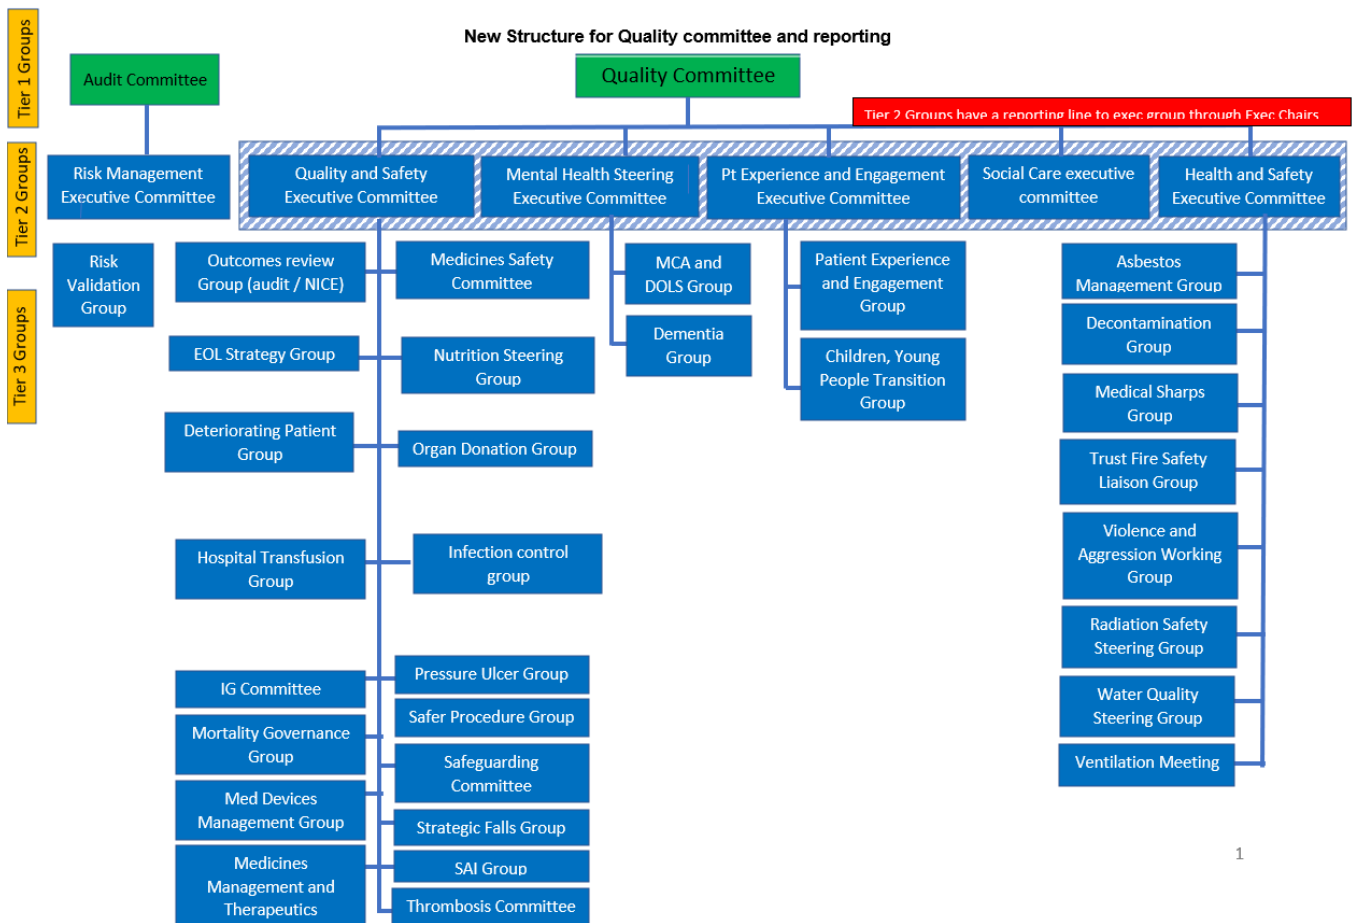 New Structure for Quality committee and reporting
Tier 1 Groups
Audit Committee
Quality Committee
Tier 2 Groups have a reporting line to exec group through Exec Chairs
Tier 2 Groups
Risk Management
Executive Committee
Quality and Safety
Executive Committee
Mental Health Steering
Executive Committee
Pt Experience and Engagement
Executive Committee
Social Care executive
committee
Health and Safety
Executive Committee
Tier 3 Groups
Risk
Validation
Group
Outcomes review
Group (audit / NICE)
Medicines Safety
Committee
EOL Strategy Group
Nutrition Steering
Group
Deteriorating Patient
Group
Organ Donation Group
Hospital Transfusion
Group
Infection control
group
IG Committee
Pressure Ulcer Group
Mortality Governance
Group
Safer Procedure Group
Safeguarding
Committee
Med Devices
Management Group
Strategic Falls Group
Medicines
Management and
Therapeutics
SAI Group
Thrombosis Committee
MCA and
DOLS Group
Dementia
Group
Patient Experience
and Engagement
Group
Children, Young
People Transition
Group
Asbestos
Management Group
Decontamination
Group
Medical Sharps
Group
Trust Fire Safety
Liaison Group
Violence and
Aggression Working
Group
Radiation Safety
Steering Group
Water Quality
Steering Group
Ventilation Meeting
1